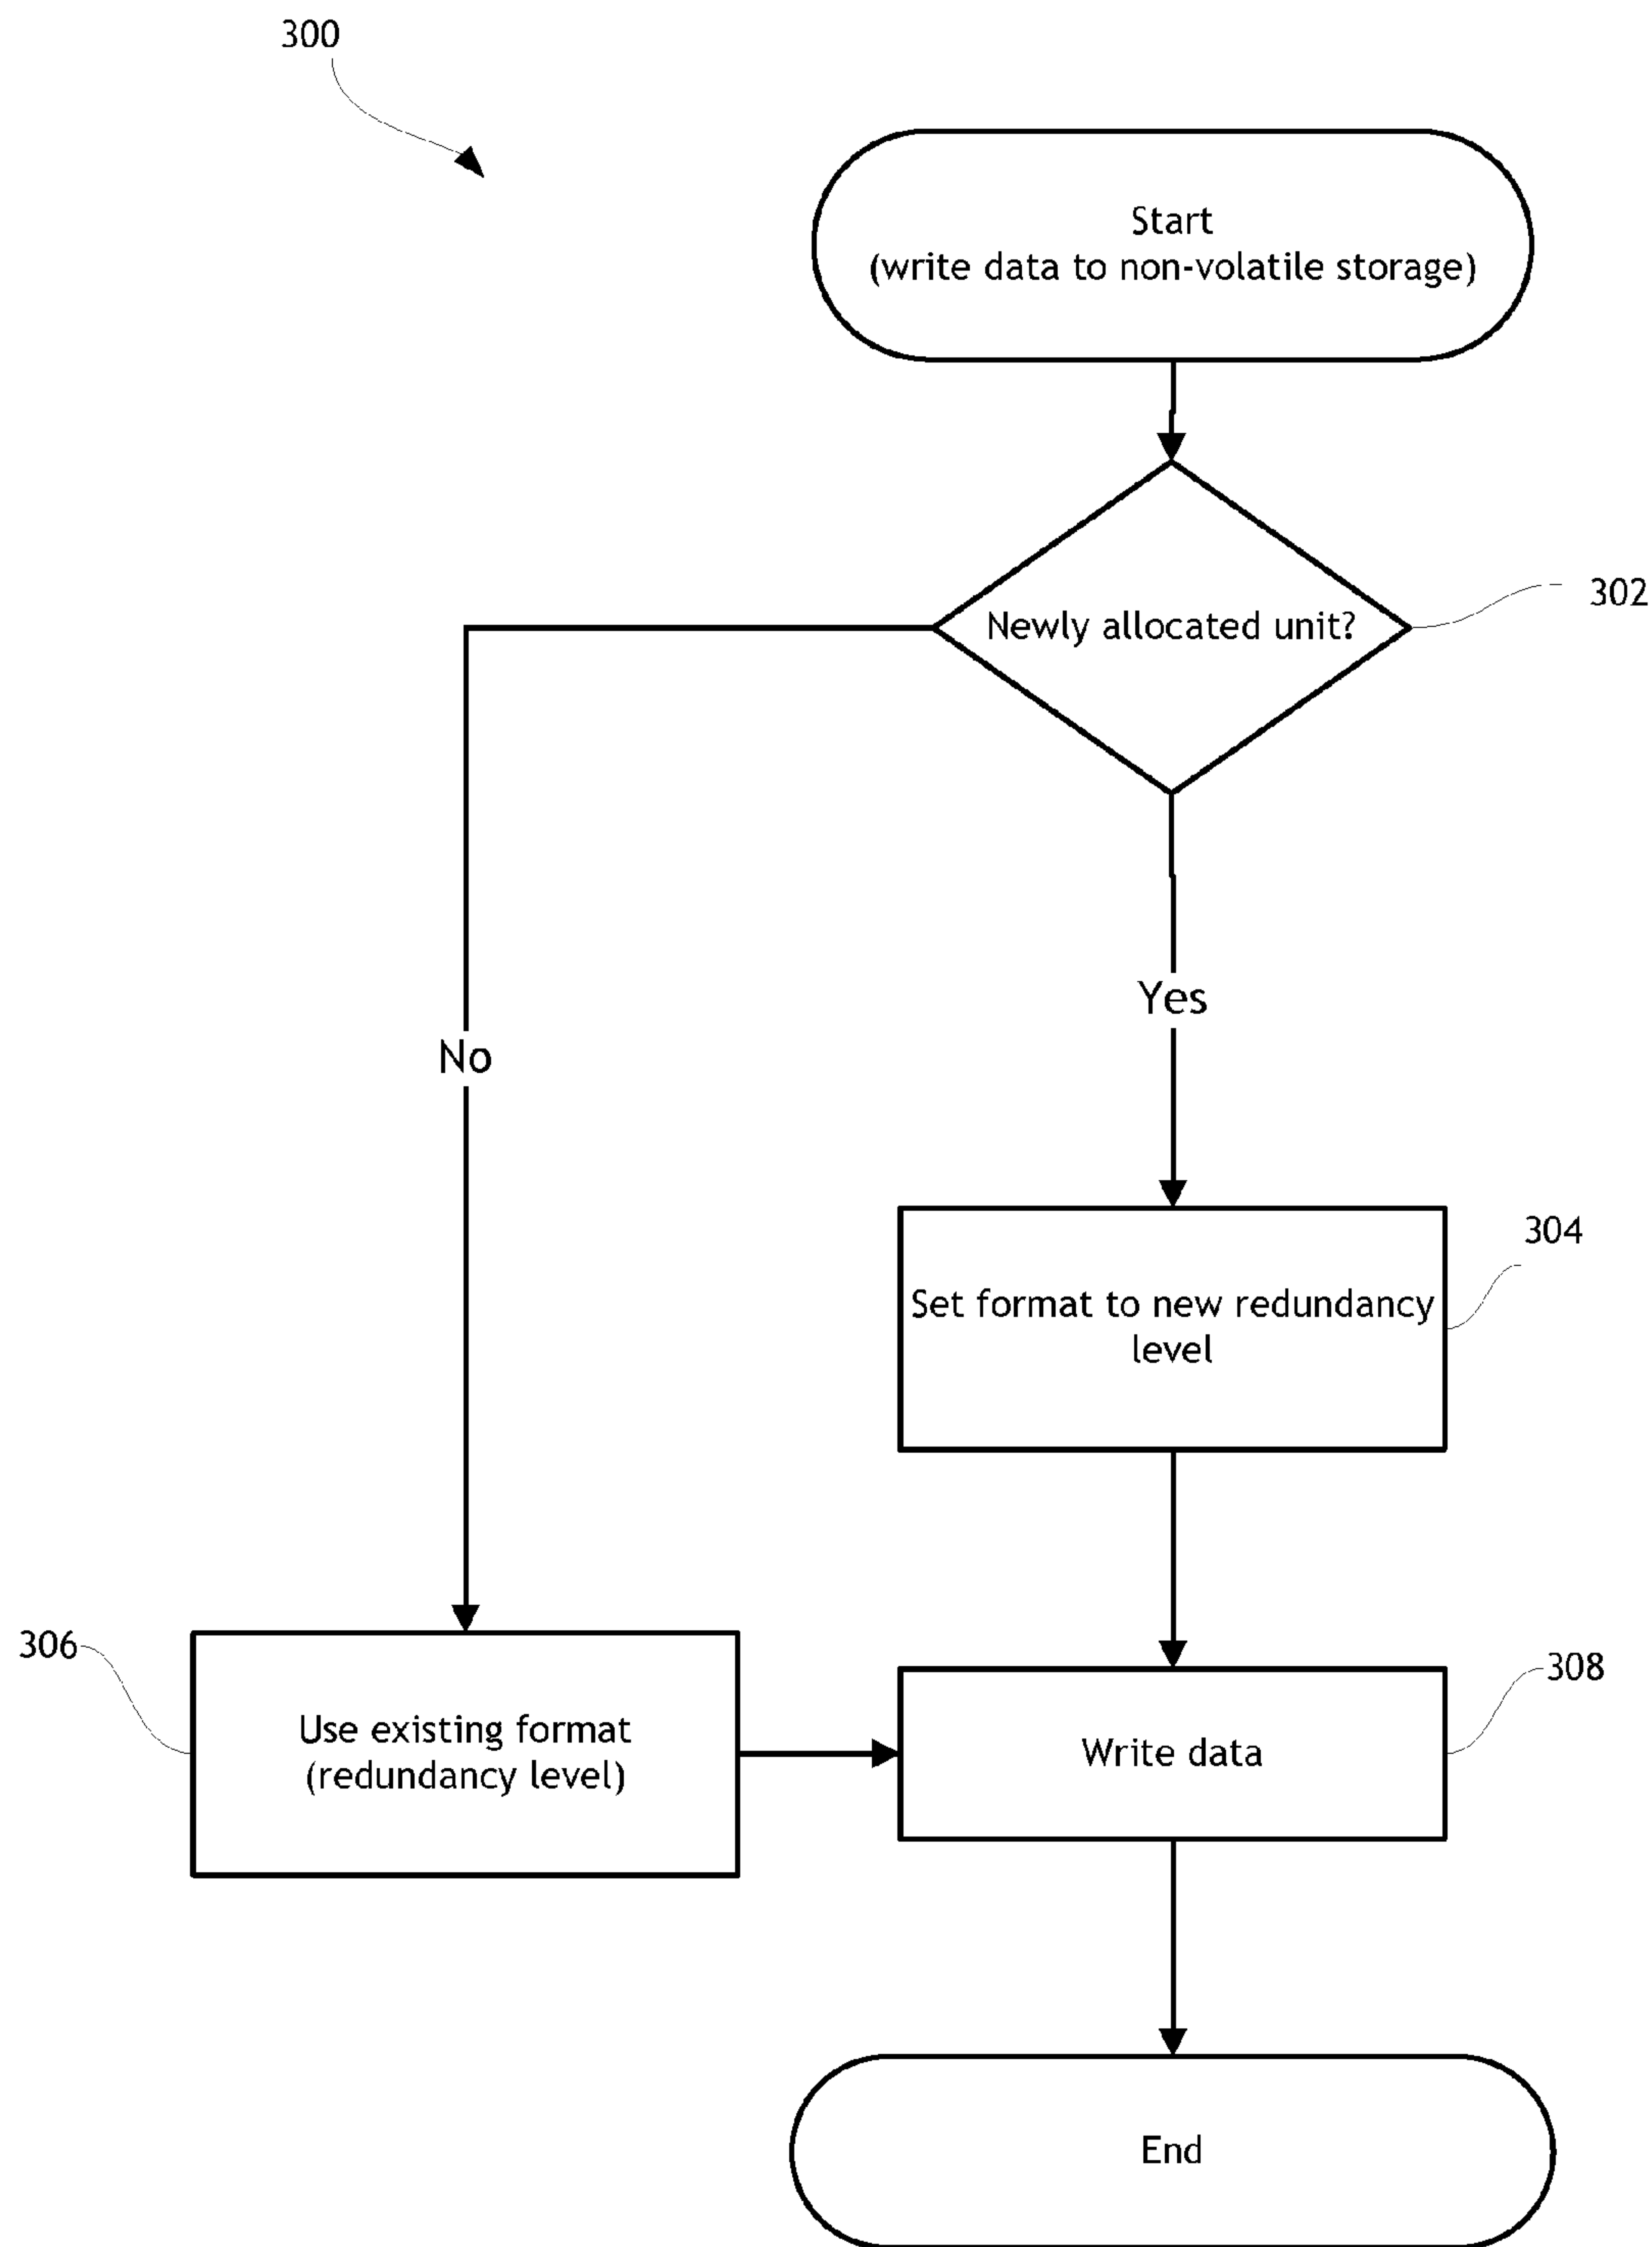 300
Start
(write data to non-volatile storage)
Newly allocated unit?
302
Yes
No
304
Set format to new redundancy
level
306
Use existing format
(redundancy level)
308
Write data
End